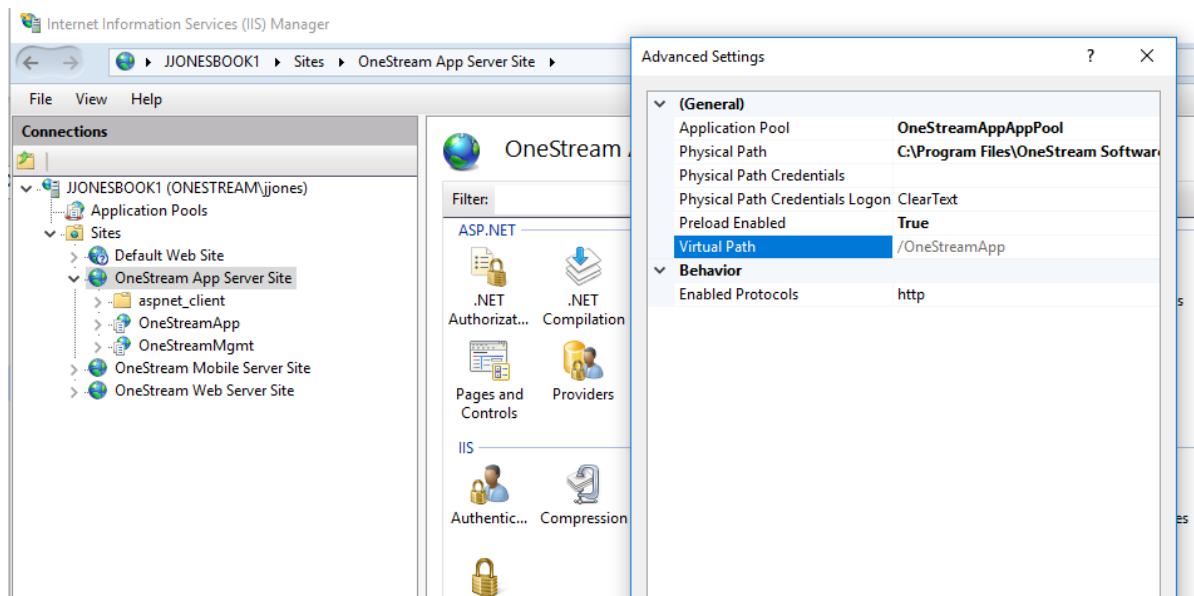 Internet Information Services (IIS) Manager
JJONESBOOK1 Sites OneStream App Server Site
File View Help
Connections
JJONESBOOK1 (ONESTREAM\jjones)
Application Pools
Sites
Default Web Site
OneStream App Server Site
aspnet_client
OneStreamApp
OneStreamMgmt
OneStream Mobile Server Site
OneStream Web Server Site
OneStream
Filter:
ASP.NET
.NET Authorizat...
.NET Compilation
Pages and Controls
Providers
IIS
Authentic...
Compression
Advanced Settings ?
(General)
Application Pool OneStreamAppAppPool
Physical Path C:\Program Files\OneStream Softwar
Physical Path Credentials
Physical Path Credentials Logon ClearText
Preload Enabled True
Virtual Path /OneStreamApp
Behavior
Enabled Protocols http